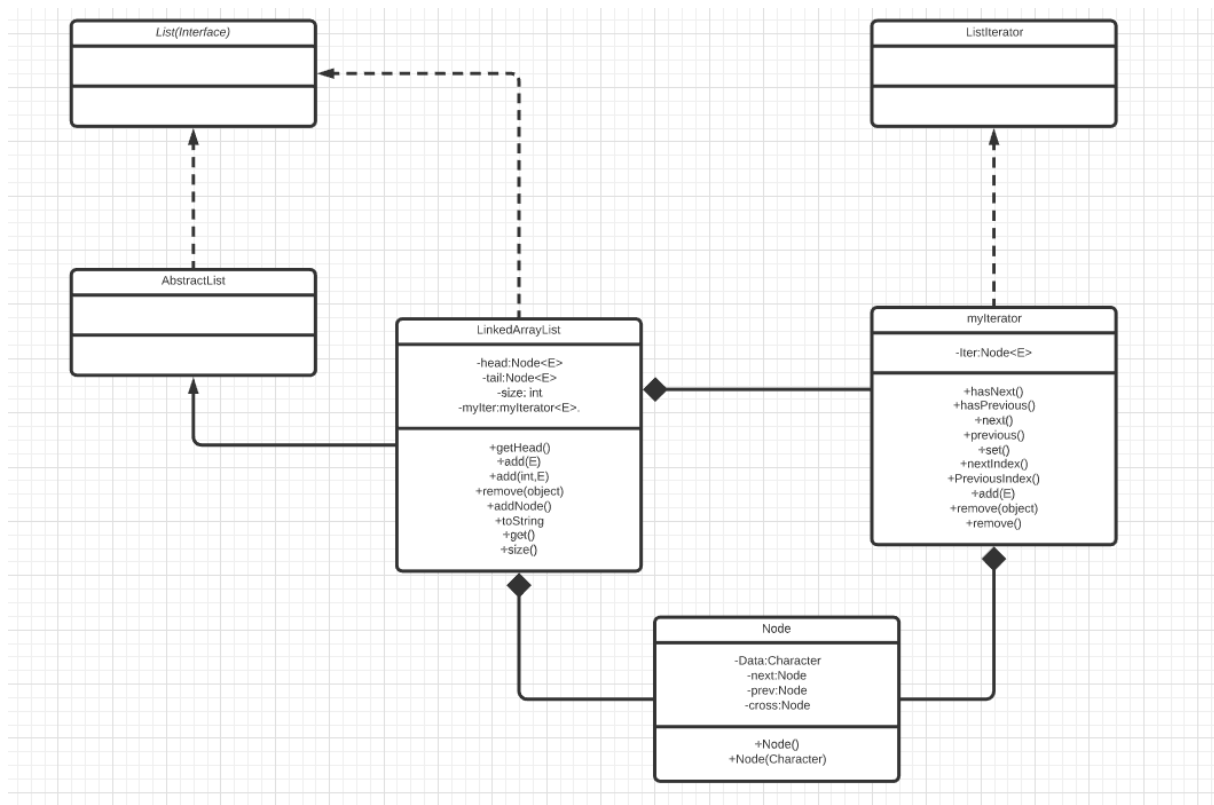 List(Interface)
ListIterator
AbstractList
LinkedArrayList
-head:Node<E>
-tail:Node<E>
-size: int
-myIter:myIterator<E>.
+getHead()
+add(E)
+add(int,E)
+remove(object)
+addNode()
+toString
+get()
+size()
myIterator
-Iter:Node<E>
+hasNext()
+hasPrevious()
+next()
+previous()
+set()
+nextIndex()
+PreviousIndex()
+add(E)
+remove(object)
+remove()
Node
-Data:Character
-next:Node
-prev:Node
-cross:Node
+Node()
+Node(Character)